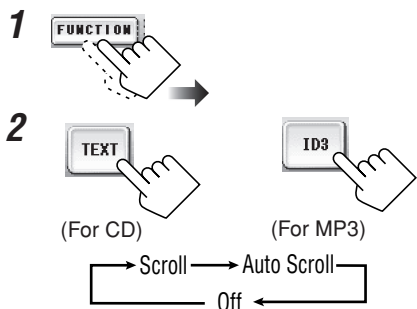 1
FUNCTION
2
TEXT
ID3
(For CD)
(For MP3)
Scroll
Auto Scroll
Off